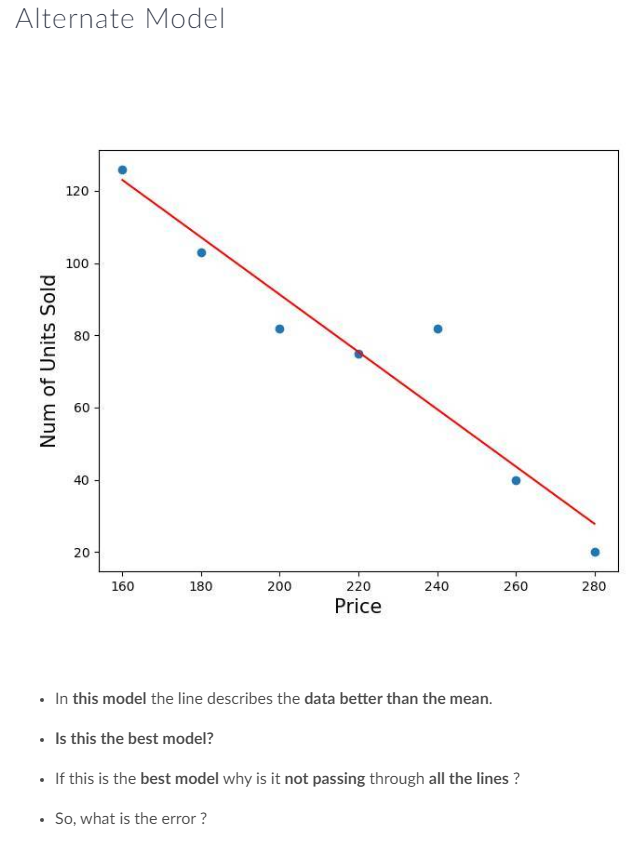 Alternate Model
120
100
80
60
40
20
Num of Units Sold
160 180 200 220 240 260 280
Price
• In this model the line describes the data better than the mean.
• Is this the best model?
• If this is the best model why is it not passing through all the lines ?
• So, what is the error ?